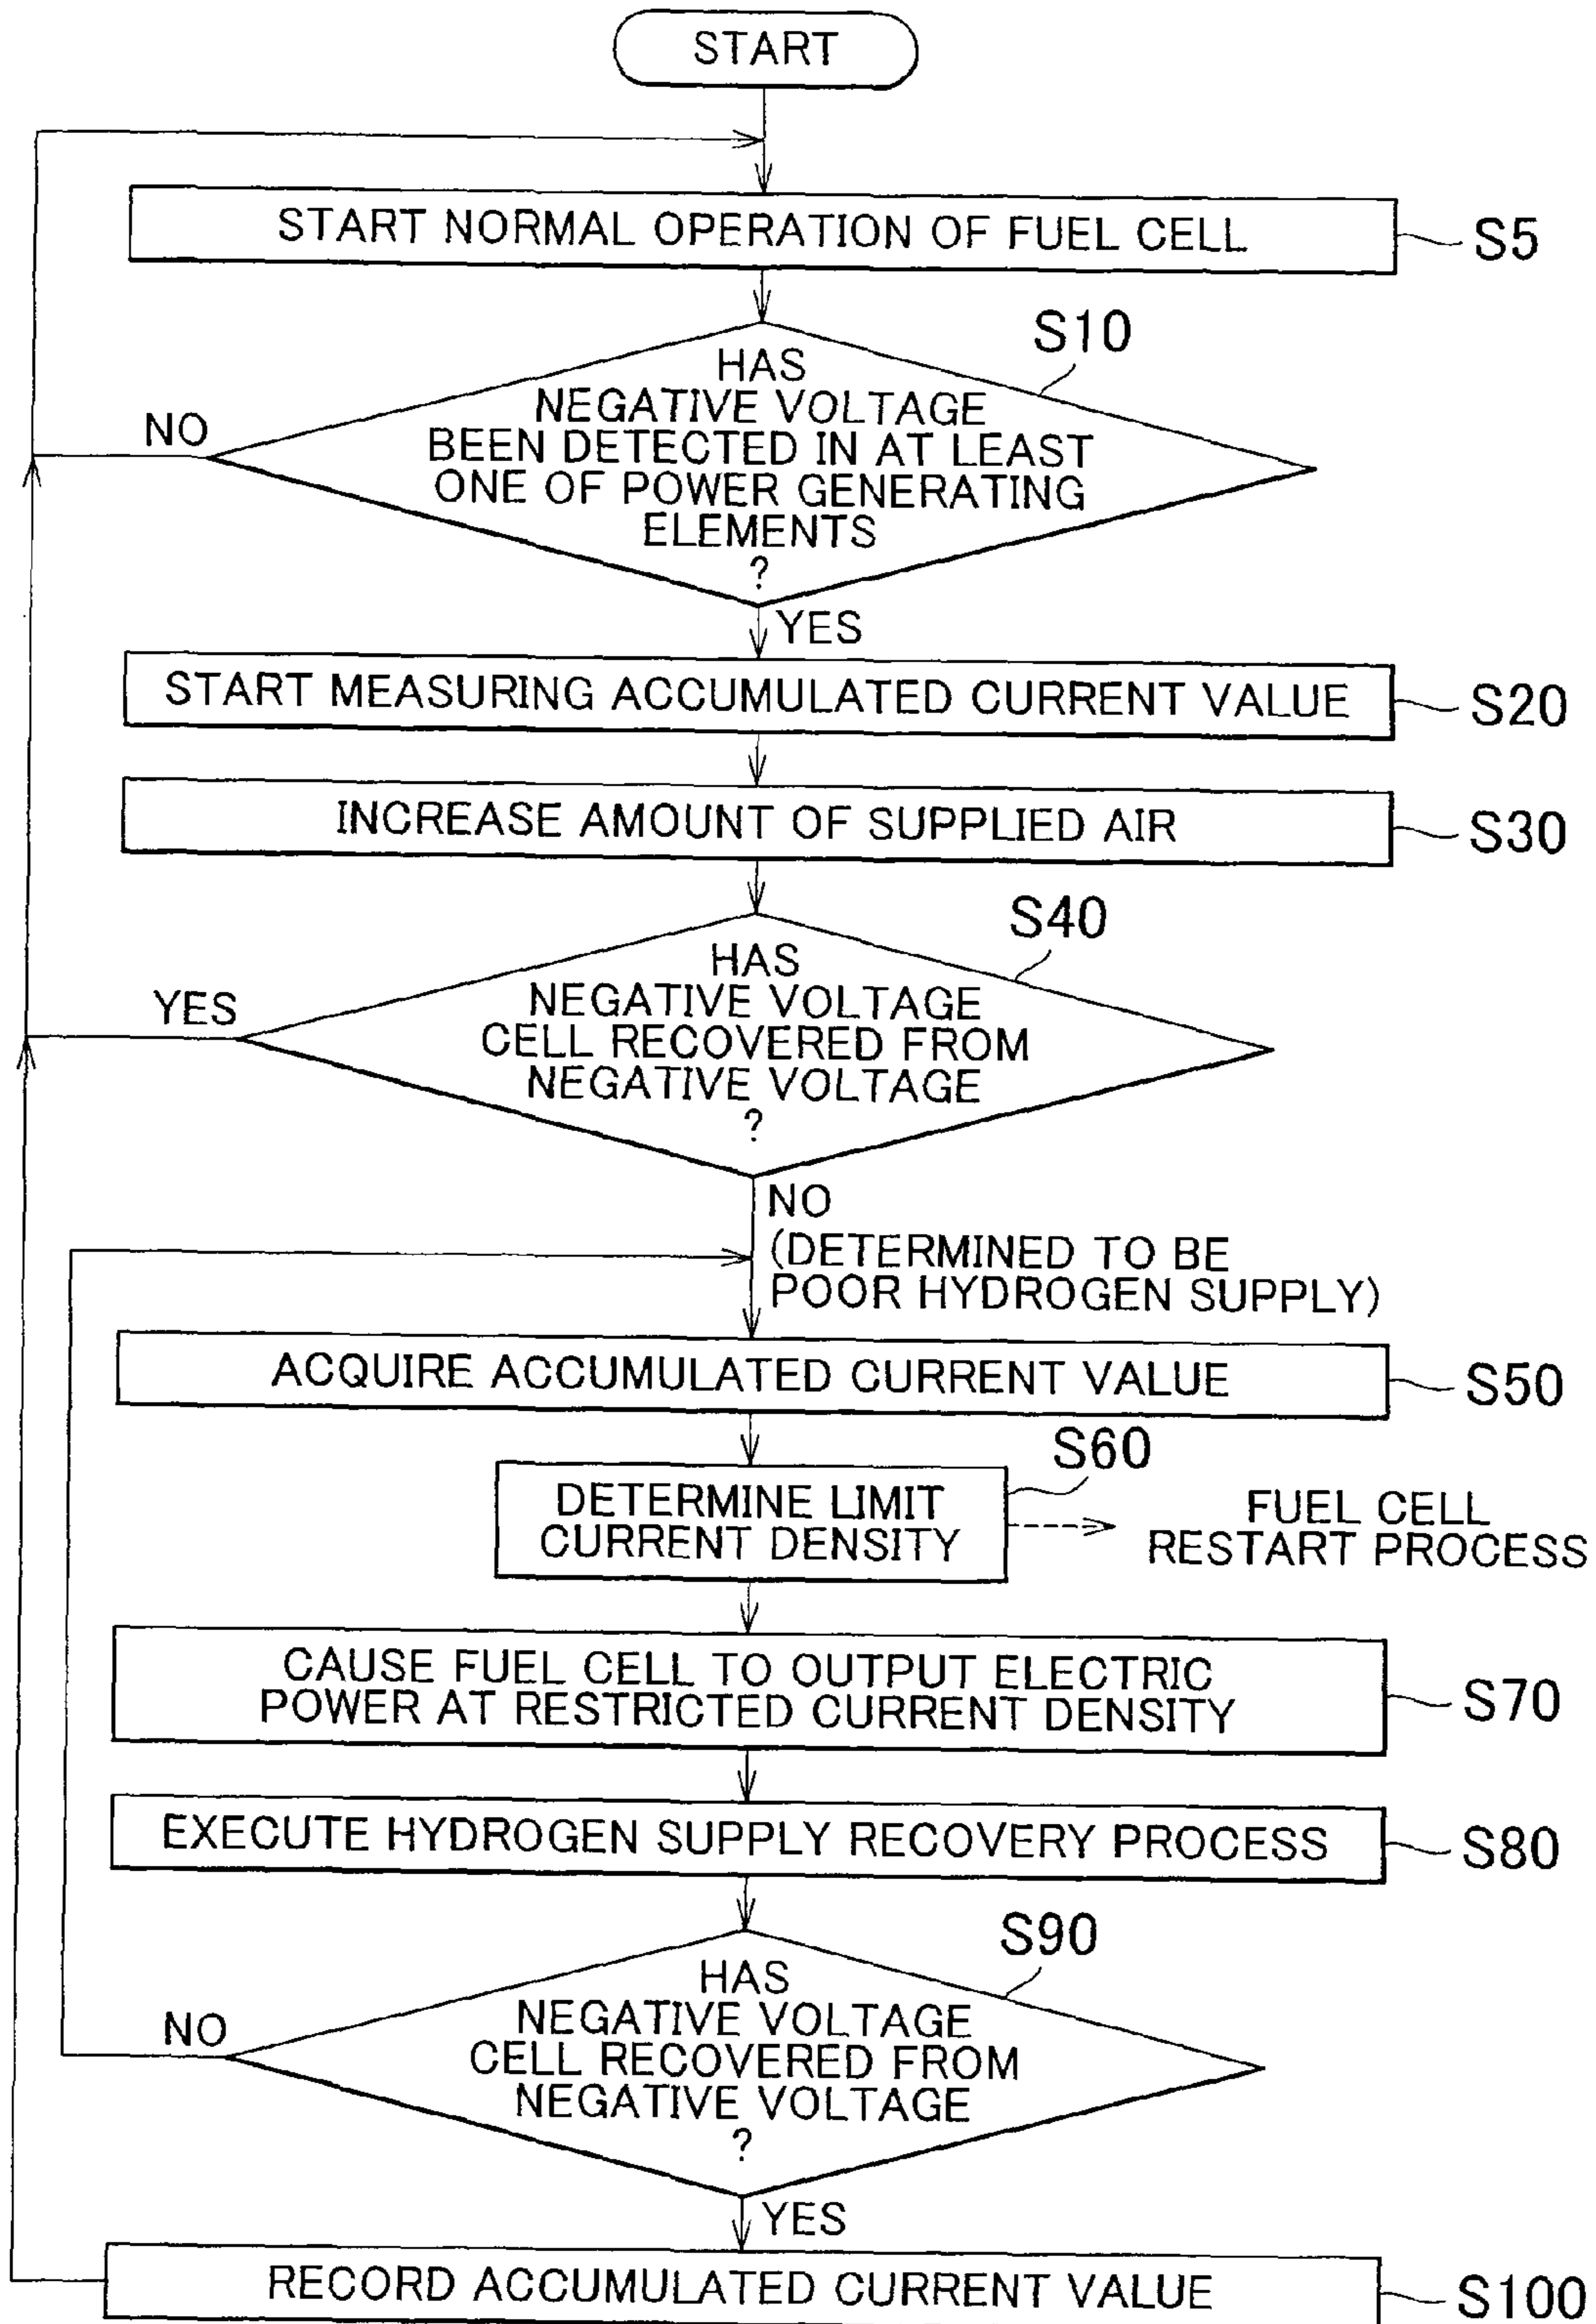 START
START NORMAL OPERATION OF FUEL CELL
S5
S10
HAS
NEGATIVE VOLTAGE
BEEN DETECTED IN AT LEAST
ONE OF POWER GENERATING
ELEMENTS
?
NO
YES
START MEASURING ACCUMULATED CURRENT VALUE
S20
INCREASE AMOUNT OF SUPPLIED AIR
S30
S40
HAS
NEGATIVE VOLTAGE
CELL RECOVERED FROM
NEGATIVE VOLTAGE
?
YES
NO
(DETERMINED TO BE
POOR HYDROGEN SUPPLY)
ACQUIRE ACCUMULATED CURRENT VALUE
S50
S60
DETERMINE LIMIT
CURRENT DENSITY
FUEL CELL
RESTART PROCESS
CAUSE FUEL CELL TO OUTPUT ELECTRIC
POWER AT RESTRICTED CURRENT DENSITY
S70
EXECUTE HYDROGEN SUPPLY RECOVERY PROCESS
S80
S90
HAS
NEGATIVE VOLTAGE
CELL RECOVERED FROM
NEGATIVE VOLTAGE
?
NO
YES
RECORD ACCUMULATED CURRENT VALUE
S100